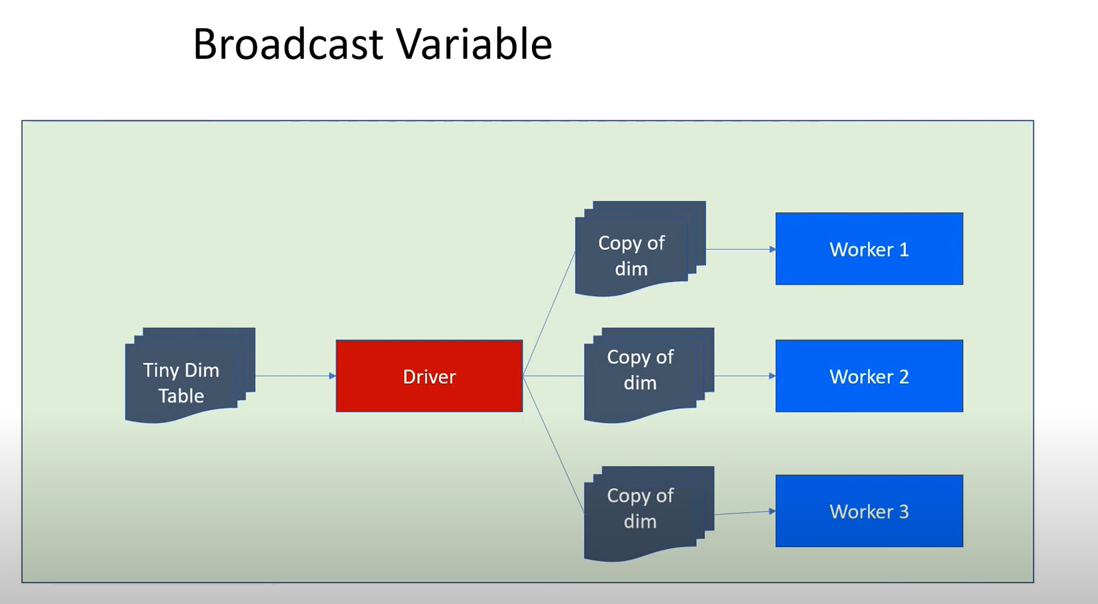 Broadcast Variable
Copy of
dim
Worker 1
Tiny Dim
Table
Driver
Copy of
dim
Worker 2
Copy of
dim
Worker 3